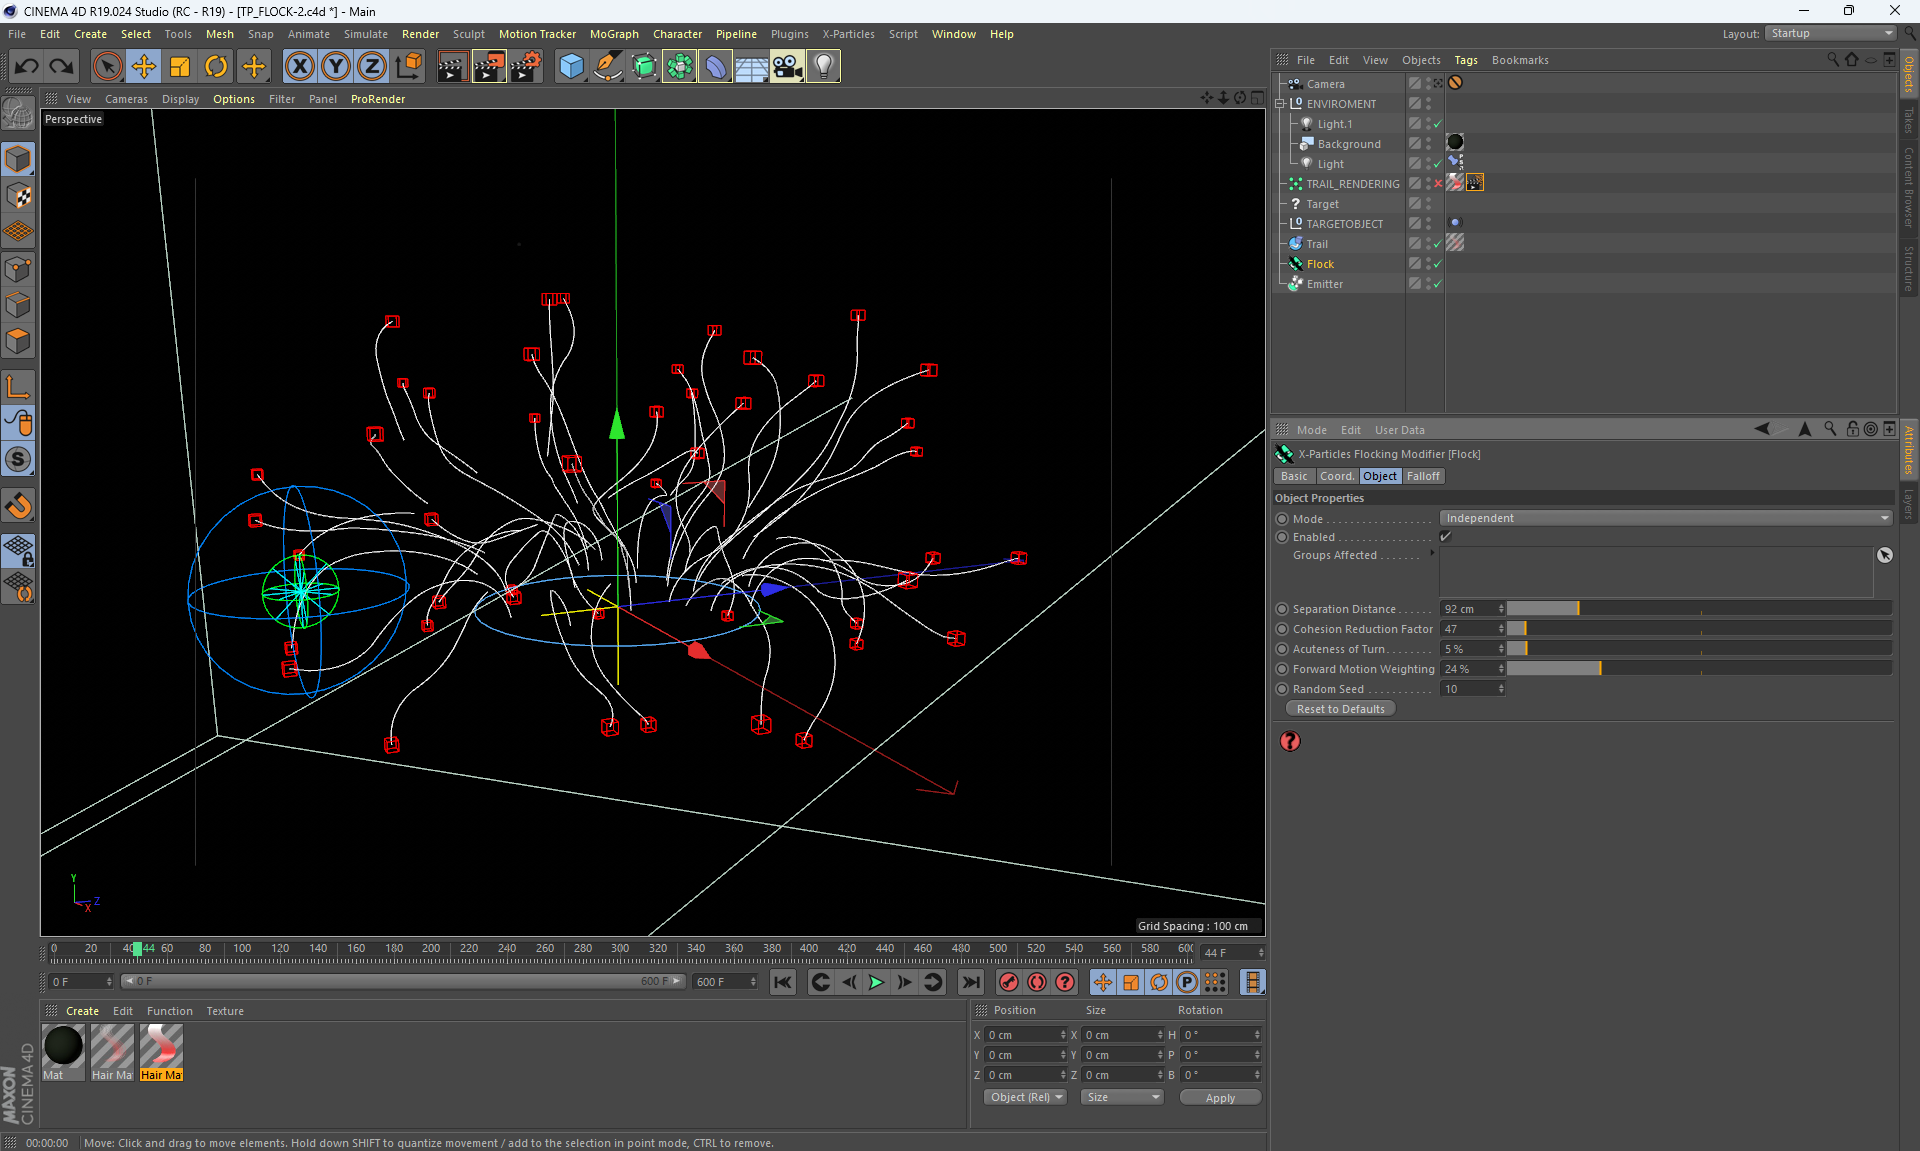 CINEMA 4D R19.024 Studio (RC - R19) - [TP_FLOCK-2.c4d *] - Main
File Edit Create Select Tools Mesh Snap Animate Simulate Render Sculpt Motion Tracker MoGraph Character Pipeline Plugins X-Particles Script Window Help
Layout: Startup
View Cameras Display Options Filter Panel ProRender
Perspective
Y
Z
X
Grid Spacing : 100 cm
File Edit View Objects Tags Bookmarks
Camera
ENVIROMENT
Light.1
Background
Light
TRAIL_RENDERING
Target
TARGETOBJECT
Trail
Flock
Emitter
Objects
Takes
Content Browser
Structure
Mode Edit User Data
X-Particles Flocking Modifier [Flock]
Basic Coord. Object Falloff
Object Properties
Mode Independent
Enabled
Groups Affected
Separation Distance 92 cm
Cohesion Reduction Factor 47
Acuteness of Turn 5 %
Forward Motion Weighting 24 %
Random Seed 10
Reset to Defaults
Attributes
Layers
0 20 40 44 60 80 100 120 140 160 180 200 220 240 260 280 300 320 340 360 380 400 420 440 460 480 500 520 540 560 580 600
44 F
0 F 0 F 600 F 600 F
Create Edit Function Texture
Mat Hair Ma Hair Ma
Position Size Rotation
X 0 cm X 0 cm H 0 °
Y 0 cm Y 0 cm P 0 °
Z 0 cm Z 0 cm B 0 °
Object (Rel) Size Apply
MAXON
CINEMA 4D
00:00:00 Move: Click and drag to move elements. Hold down SHIFT to quantize movement / add to the selection in point mode, CTRL to remove.